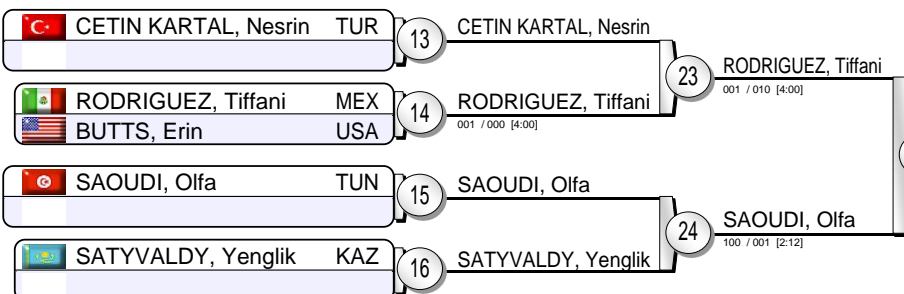 CETIN KARTAL, Nesrin TUR
13
CETIN KARTAL, Nesrin
23
RODRIGUEZ, Tiffani
001 / 010 [4:00]
RODRIGUEZ, Tiffani MEX
BUTTS, Erin USA
14
RODRIGUEZ, Tiffani
001 / 000 [4:00]
SAOUDI, Olfa TUN
15
SAOUDI, Olfa
24
SAOUDI, Olfa
100 / 001 [2:12]
SATYVALDY, Yenglik KAZ
16
SATYVALDY, Yenglik